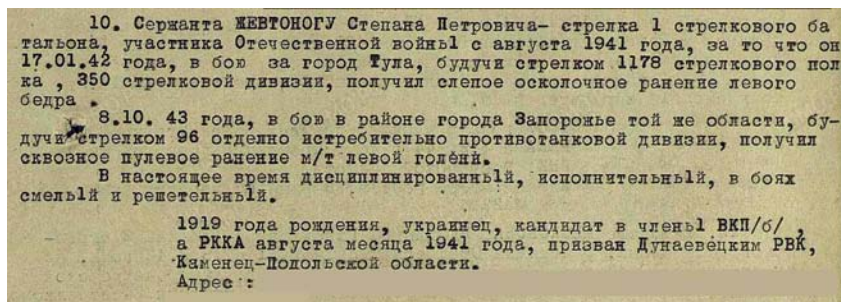 10. Сержанта ЖЕВТОНОГУ Степана Петровича- стрелка 1 стрелкового ба
тальона, участника Отечественной войны с августа 1941 года, за то что он
17.01.42 года, в бою за город Тула, будучи стрелком 1178 стрелкового пол
ка , 350 стрелковой дивизии, получил слепое осколочное ранение левого
бедра .
8.10. 43 года, в бою в районе города Запорожье той же области, бу-
дучи стрелком 96 отделно истребительно противотанковой дивизии, получил
сквозное пулевое ранение м/т левой голени.
В настоящее время дисциплинированный, исполнительный, в боях
смелый и решетельный.
1919 года рождения, украинец, кандидат в члены ВКП/б/ ,
а РККА августа месяца 1941 года, призван Дунаевецким РВК,
Каменец-Подольской области.
Адрес :